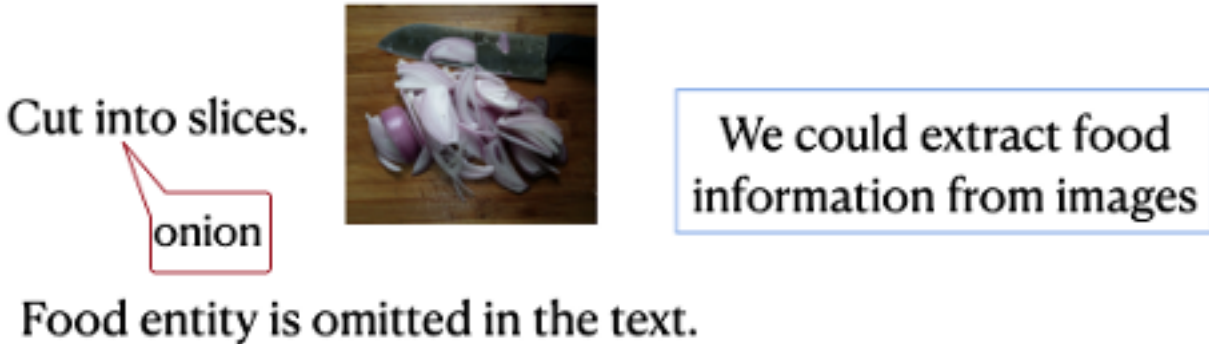 Cut into slices.
onion
We could extract food
information from images
Food entity is omitted in the text.